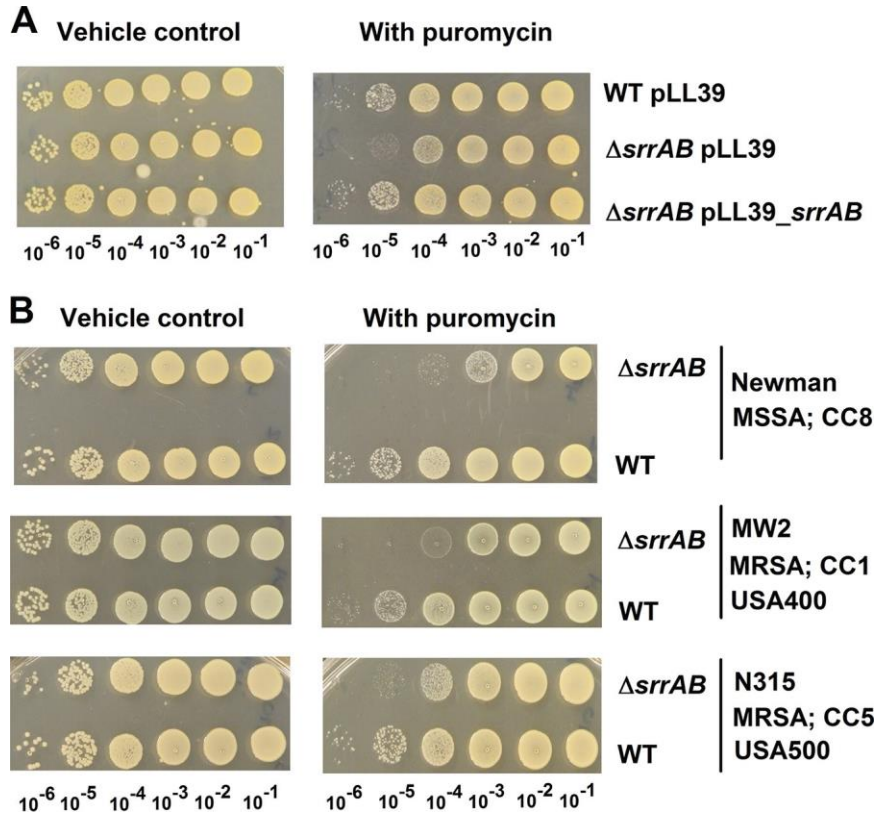 A
Vehicle control
With puromycin
WT pLL39
ΔsrrAB pLL39
ΔsrrAB pLL39_srrAB
10-6 10-5 10-4 10-3 10-2 10-1
10-6 10-5 10-4 10-3 10-2 10-1
B
Vehicle control
With puromycin
ΔsrrAB
WT
Newman
MSSA; CC8
ΔsrrAB
WT
MW2
MRSA; CC1
USA400
ΔsrrAB
WT
N315
MRSA; CC5
USA500
10-6 10-5 10-4 10-3 10-2 10-1
10-6 10-5 10-4 10-3 10-2 10-1